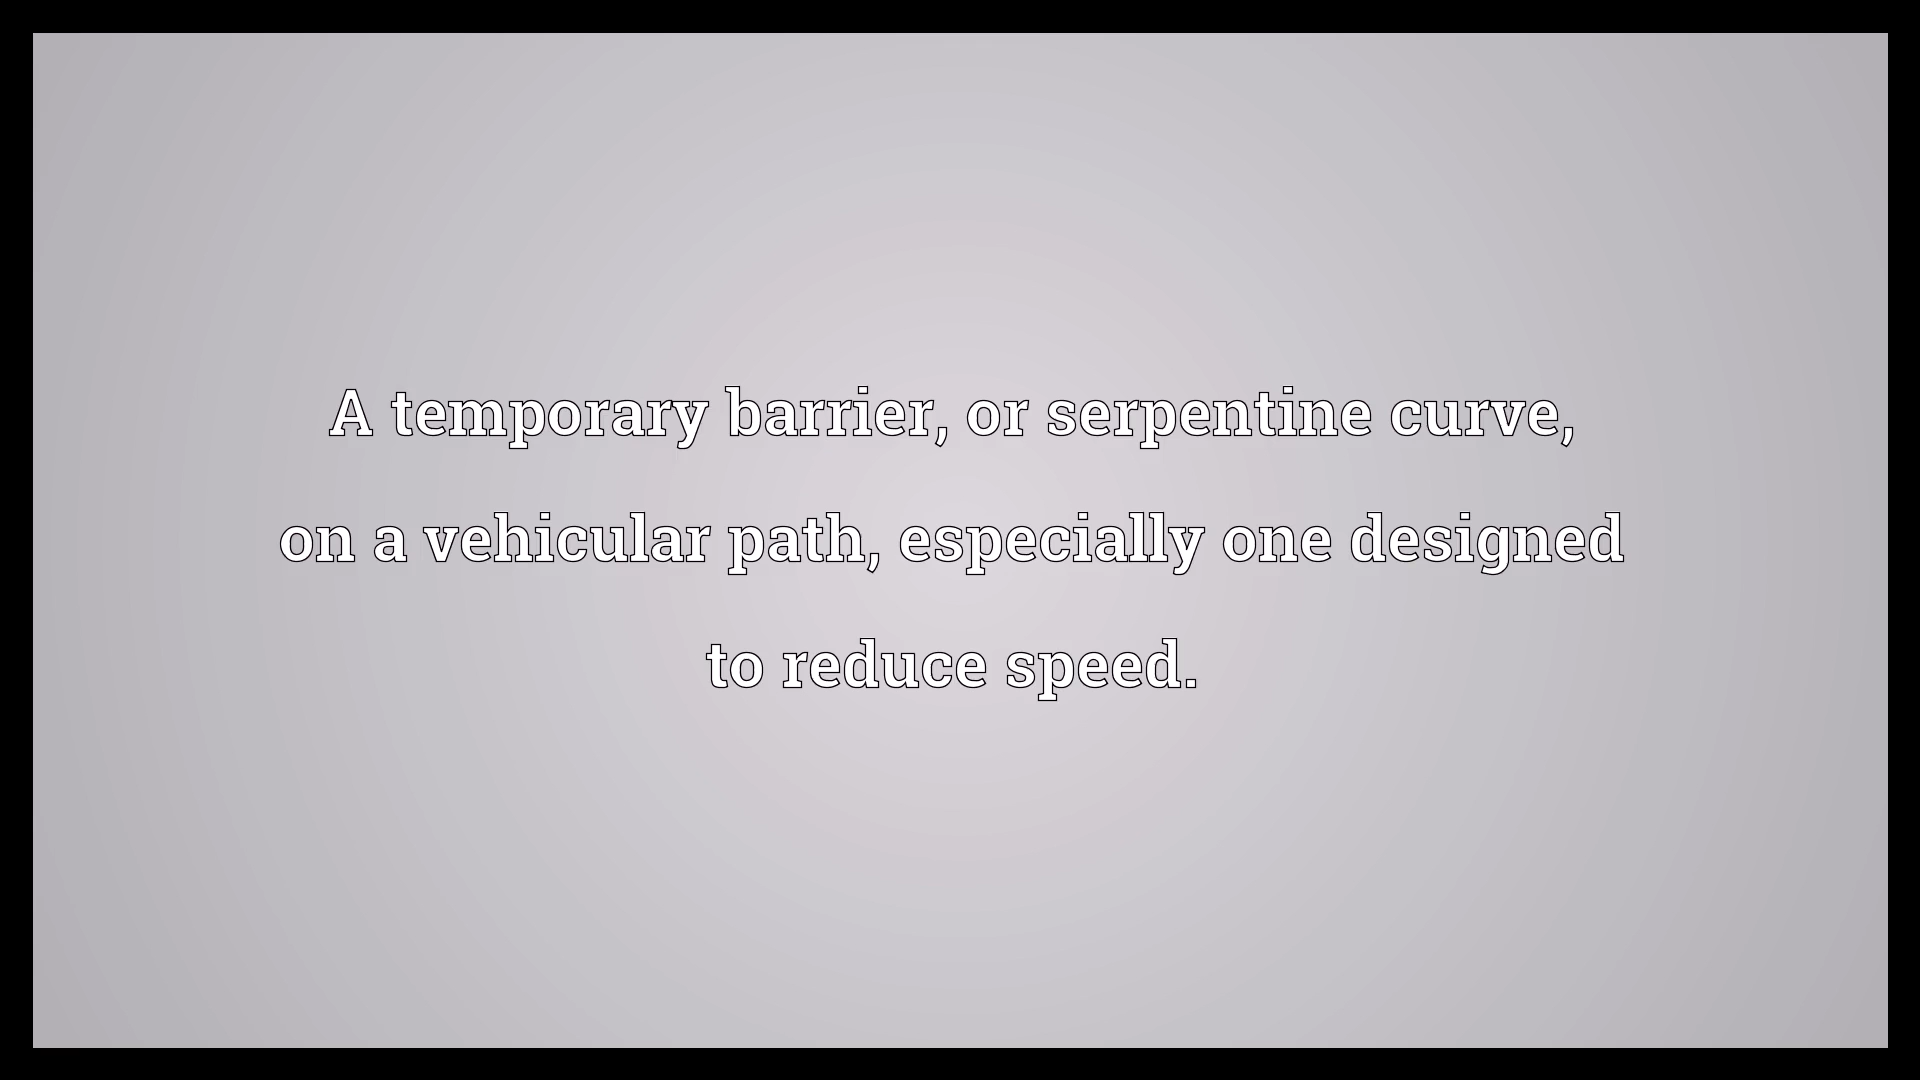 A temporary barrier, or serpentine curve,
on a vehicular path, especially one designed
to reduce speed.